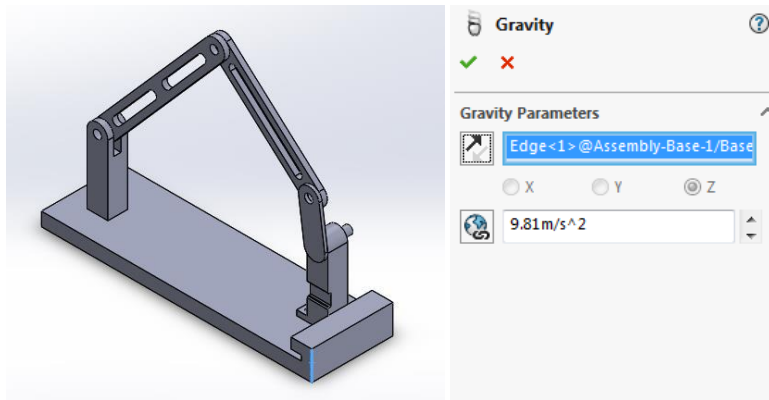 Gravity
Gravity Parameters
Edge<1>@Assembly-Base-1/Base
X Y Z
9.81m/s^2